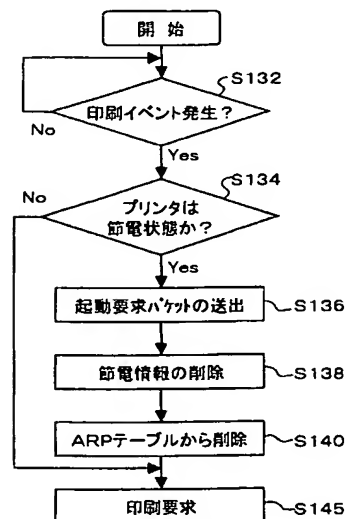 開 始
S132
印刷イベント発生？
No
Yes
S134
No
プリンタは
節電状態か？
Yes
起動要求パケットの送出
S136
節電情報の削除
S138
ARPテーブルから削除
S140
印刷要求
S145